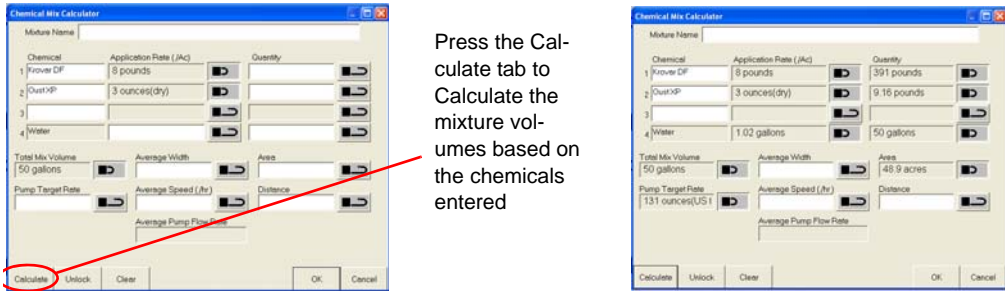 Chemical Mix Calculator
Mixture Name
Chemical Application Rate (/Ac) Quantity
1 Krover DF 8 pounds
2 Oust XP 3 ounces(dry)
3
4 Water
Total Mix Volume Average Width Area
50 gallons
Pump Target Rate Average Speed (/hr) Distance
Average Pump Flow Rate
Calculate Unlock Clear OK Cancel
Press the Cal-
culate tab to
Calculate the
mixture vol-
umes based on
the chemicals
entered
Chemical Mix Calculator
Mixture Name
Chemical Application Rate (/Ac) Quantity
1 Krover DF 8 pounds 391 pounds
2 Oust XP 3 ounces(dry) 9.16 pounds
3
4 Water 1.02 gallons 50 gallons
Total Mix Volume Average Width Area
50 gallons 48.9 acres
Pump Target Rate Average Speed (/hr) Distance
131 ounces(US l
Average Pump Flow Rate
Calculate Unlock Clear OK Cancel